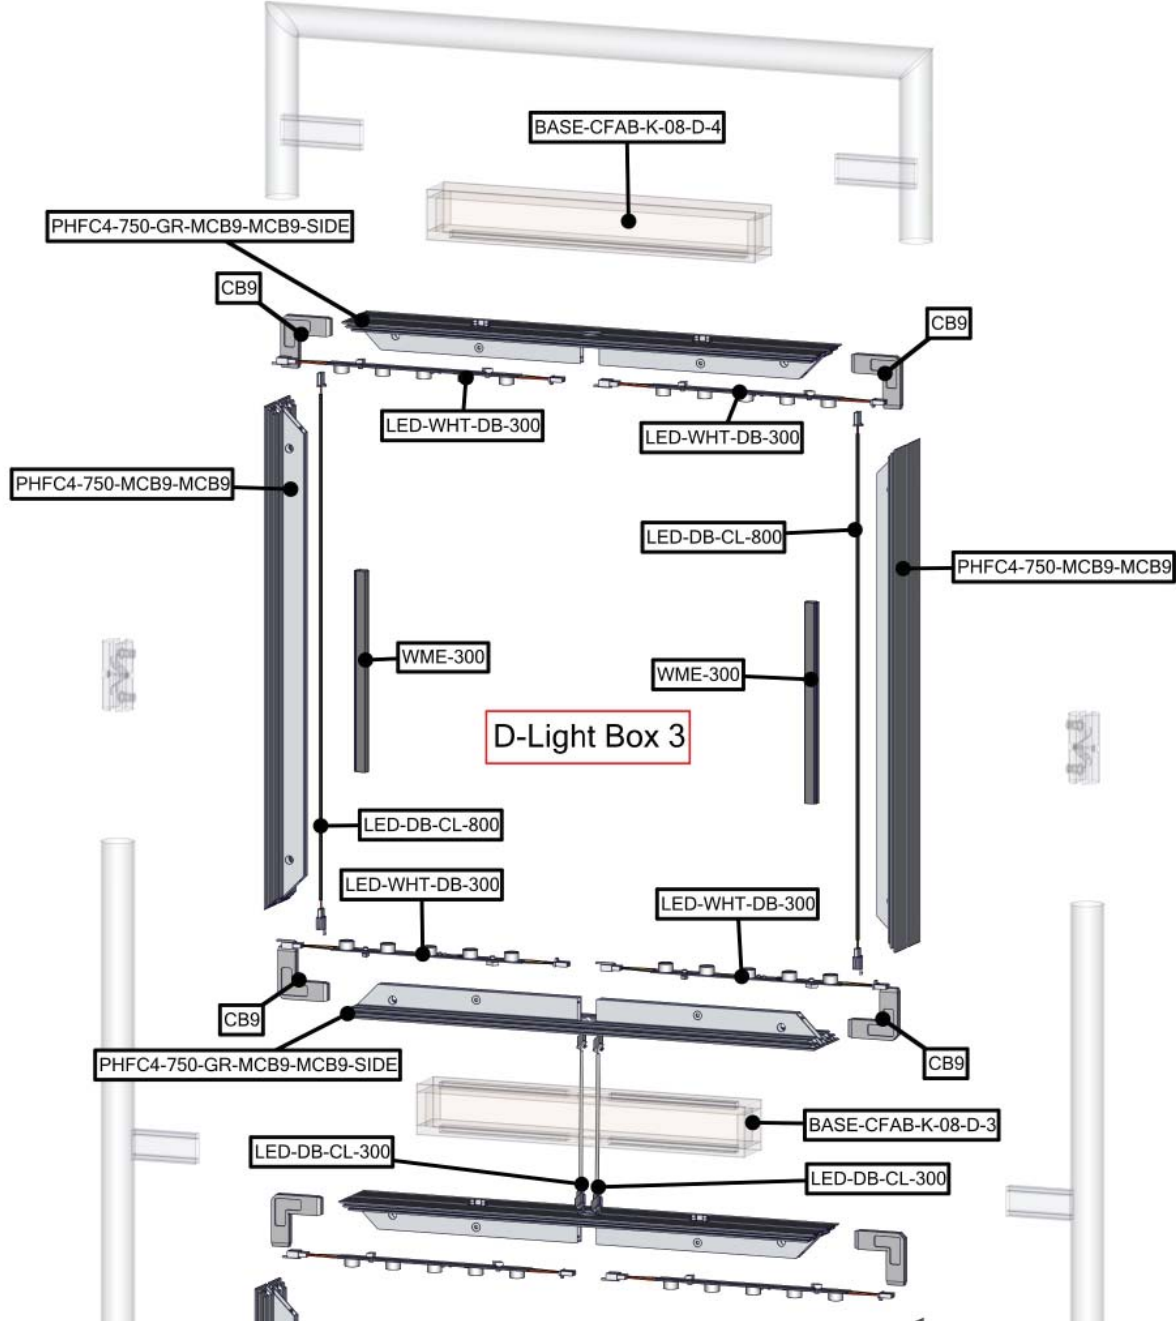 BASE-CFAB-K-08-D-4
PHFC4-750-GR-MCB9-MCB9-SIDE
CB9
CB9
LED-WHT-DB-300
LED-WHT-DB-300
PHFC4-750-MCB9-MCB9
LED-DB-CL-800
PHFC4-750-MCB9-MCB9
WME-300
WME-300
D-Light Box 3
LED-DB-CL-800
LED-WHT-DB-300
LED-WHT-DB-300
CB9
PHFC4-750-GR-MCB9-MCB9-SIDE
CB9
BASE-CFAB-K-08-D-3
LED-DB-CL-300
LED-DB-CL-300